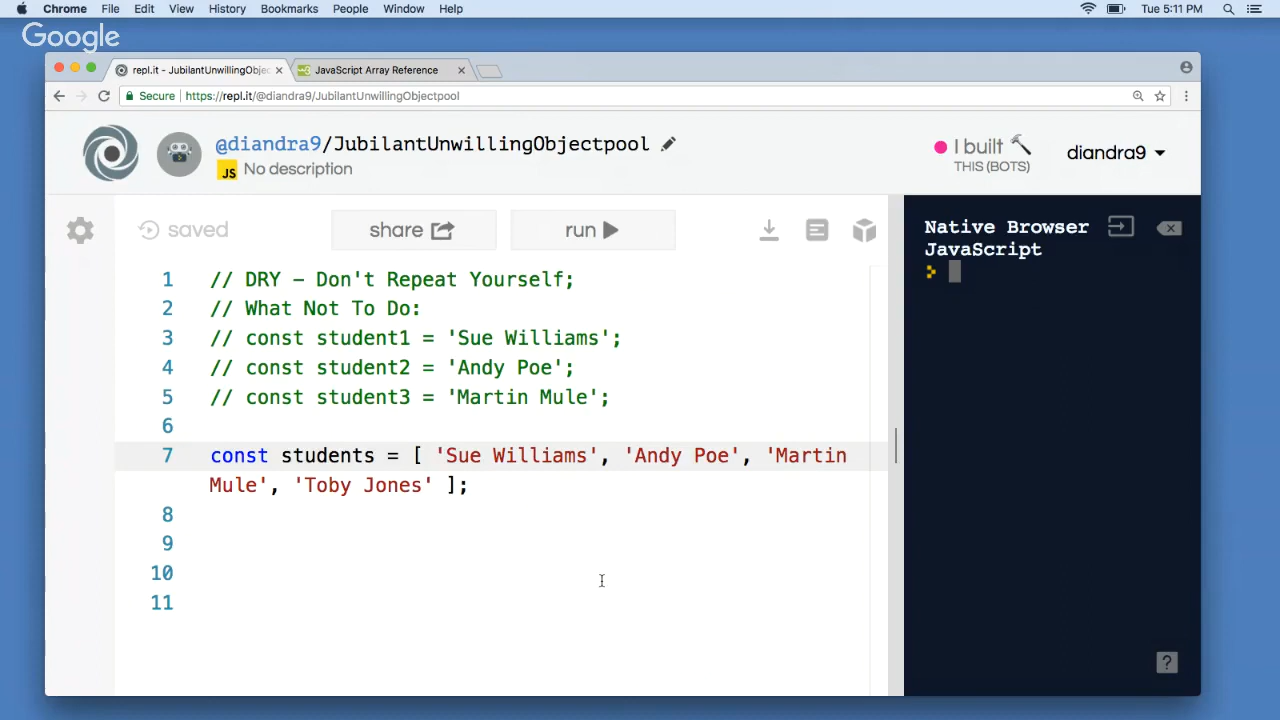 Chrome File Edit View History Bookmarks People Window Help Tue 5:11 PM
Google
repl.it - JubilantUnwillingObjec
JavaScript Array Reference
Secure https://repl.it/@diandra9/JubilantUnwillingObjectpool
@diandra9/JubilantUnwillingObjectpool
JS No description
I built
THIS (BOTS)
diandra9
saved
share
run
Native Browser
JavaScript
1 // DRY - Don't Repeat Yourself;
2 // What Not To Do:
3 // const student1 = 'Sue Williams';
4 // const student2 = 'Andy Poe';
5 // const student3 = 'Martin Mule';
6
7 const students = [ 'Sue Williams', 'Andy Poe', 'Martin
Mule', 'Toby Jones' ];
8
9
10
11
?